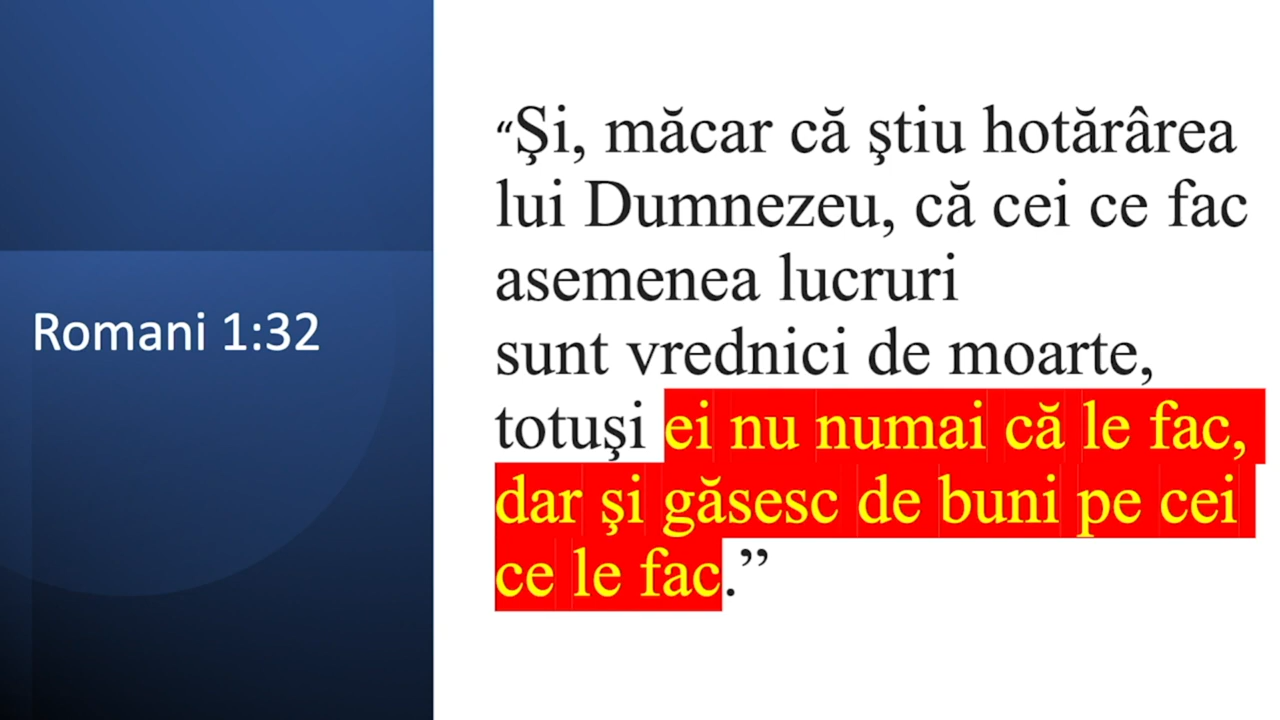 Romani 1:32
“Şi, măcar că ştiu hotărârea
lui Dumnezeu, că cei ce fac
asemenea lucruri
sunt vrednici de moarte,
totuşi ei nu numai că le fac,
dar şi găsesc de buni pe cei
ce le fac.”